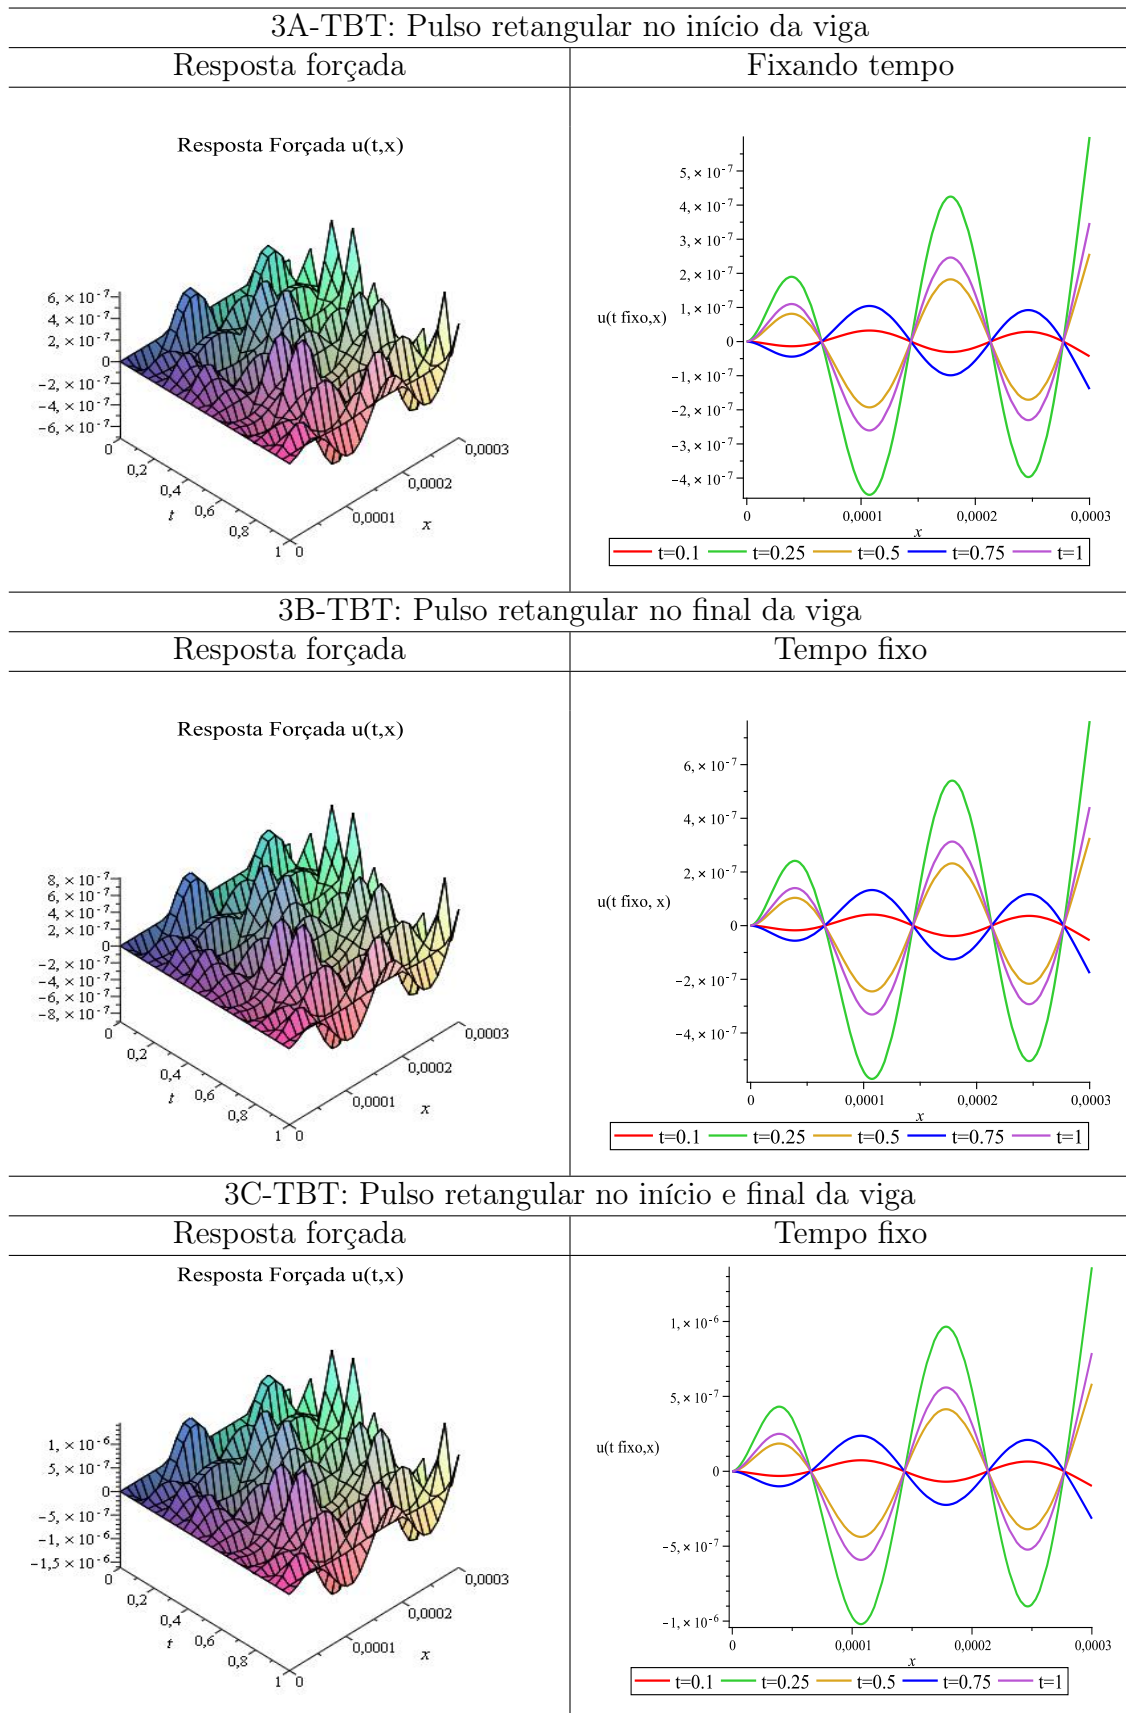 3A-TBT: Pulso retangular no início da viga
Resposta forçada
Fixando tempo
Resposta Forçada u(t,x)
6, × 10⁻⁷
4, × 10⁻⁷
2, × 10⁻⁷
0
−2, × 10⁻⁷
−4, × 10⁻⁷
−6, × 10⁻⁷
0
0,2
0,4
0,6
0,8
1
t
0
0,0001
0,0002
0,0003
x
5, × 10⁻⁷
4, × 10⁻⁷
3, × 10⁻⁷
2, × 10⁻⁷
1, × 10⁻⁷
0
−1, × 10⁻⁷
−2, × 10⁻⁷
−3, × 10⁻⁷
−4, × 10⁻⁷
u(t fixo,x)
0 0,0001 0,0002 0,0003
x
t=0.1 t=0.25 t=0.5 t=0.75 t=1
3B-TBT: Pulso retangular no final da viga
Resposta forçada
Tempo fixo
Resposta Forçada u(t,x)
8, × 10⁻⁷
6, × 10⁻⁷
4, × 10⁻⁷
2, × 10⁻⁷
0
−2, × 10⁻⁷
−4, × 10⁻⁷
−6, × 10⁻⁷
−8, × 10⁻⁷
0
0,2
0,4
0,6
0,8
1
t
0
0,0001
0,0002
0,0003
x
6, × 10⁻⁷
4, × 10⁻⁷
2, × 10⁻⁷
0
−2, × 10⁻⁷
−4, × 10⁻⁷
u(t fixo, x)
0 0,0001 0,0002 0,0003
x
t=0.1 t=0.25 t=0.5 t=0.75 t=1
3C-TBT: Pulso retangular no início e final da viga
Resposta forçada
Tempo fixo
Resposta Forçada u(t,x)
1, × 10⁻⁶
5, × 10⁻⁷
0
−5, × 10⁻⁷
−1, × 10⁻⁶
−1,5 × 10⁻⁶
0
0,2
0,4
0,6
0,8
1
t
0
0,0001
0,0002
0,0003
x
1, × 10⁻⁶
5, × 10⁻⁷
0
−5, × 10⁻⁷
−1, × 10⁻⁶
u(t fixo,x)
0 0,0001 0,0002 0,0003
x
t=0.1 t=0.25 t=0.5 t=0.75 t=1